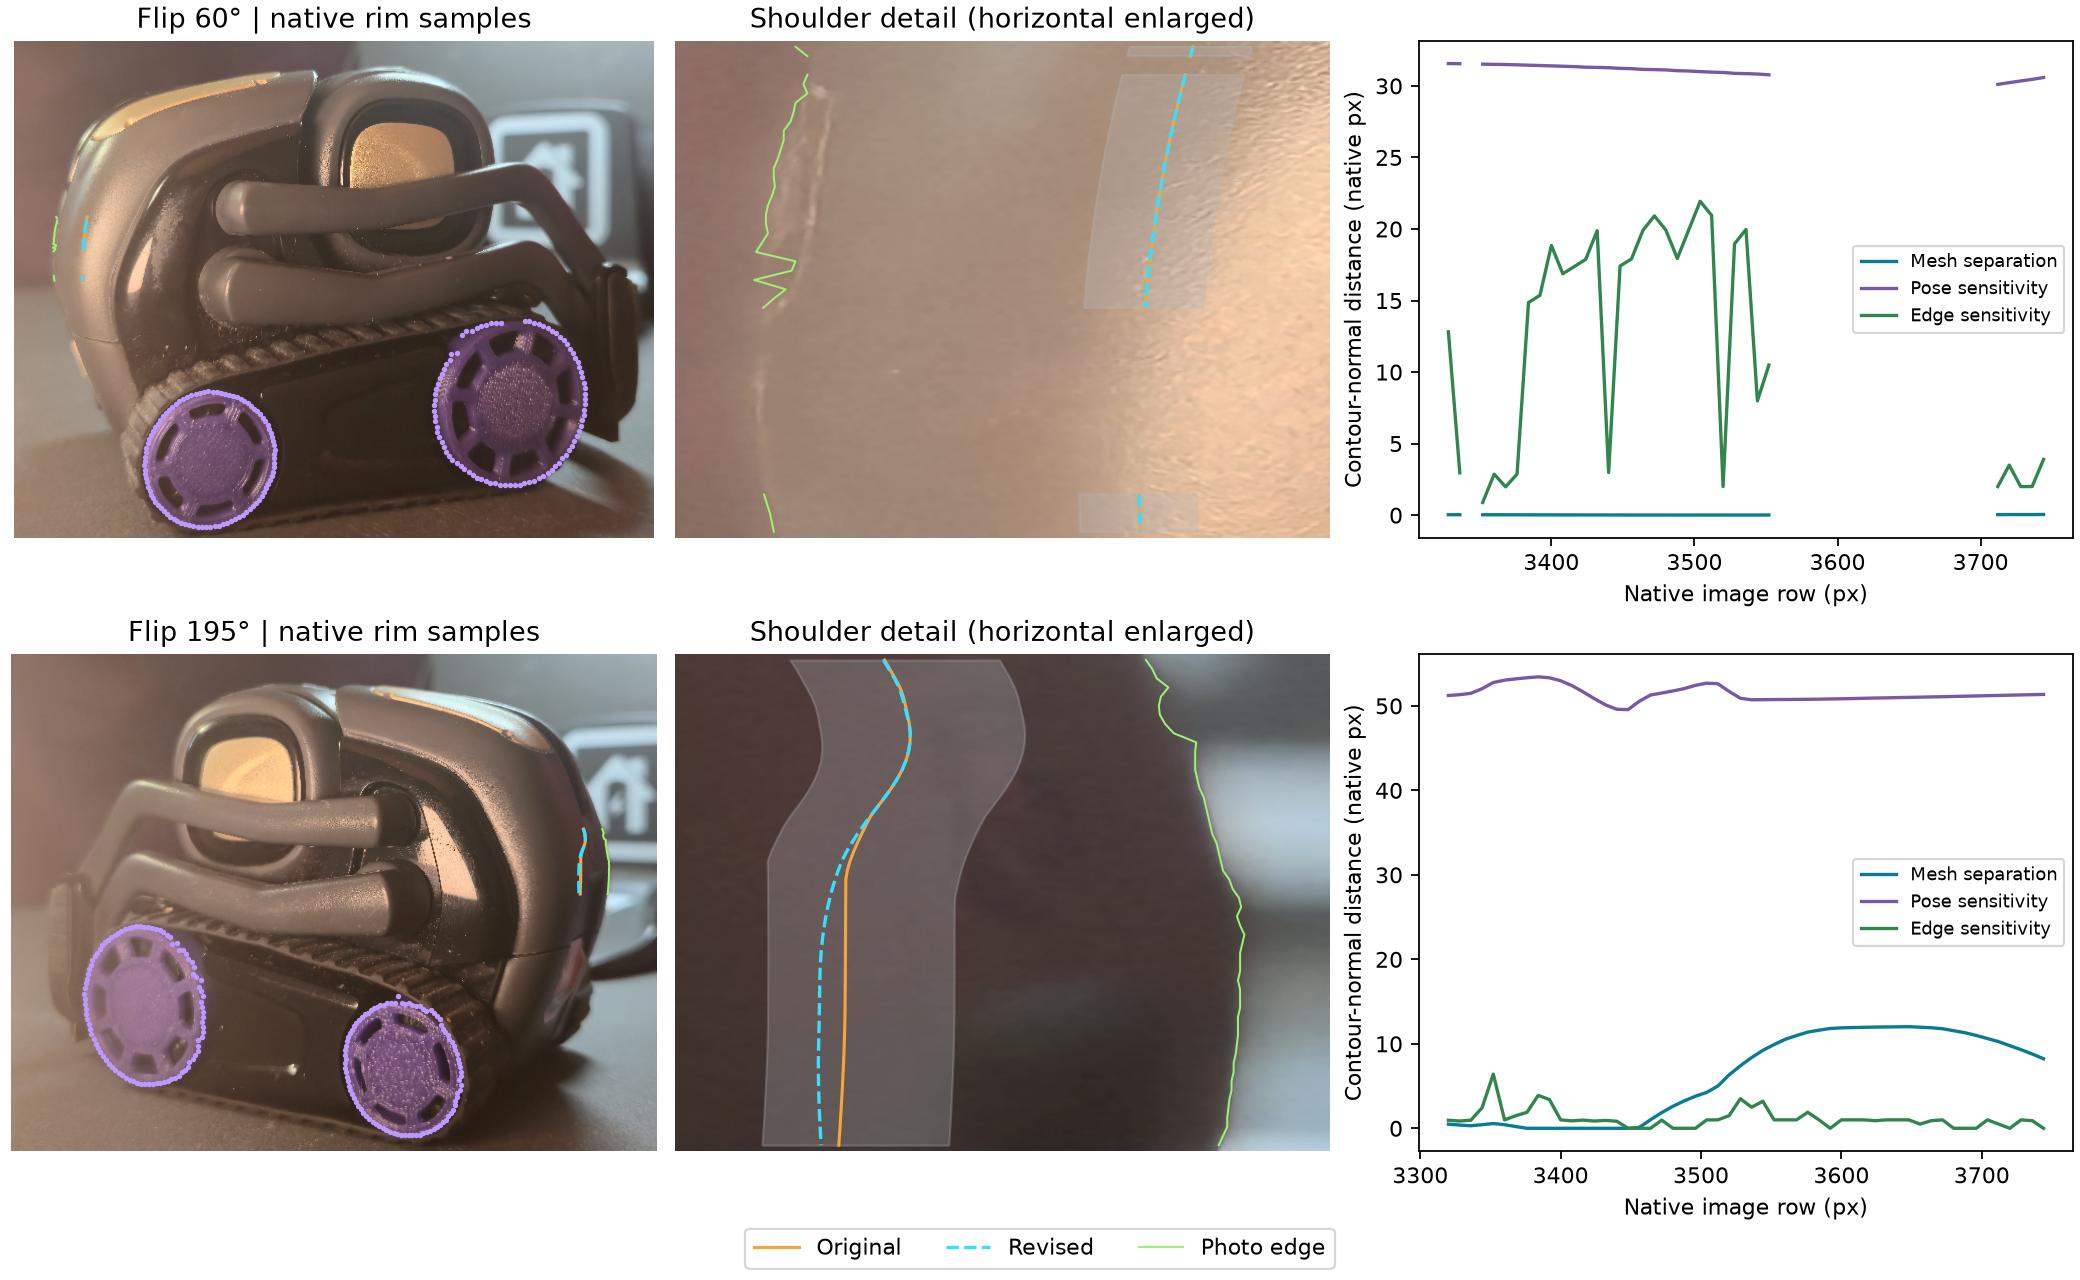 Flip 60° | native rim samples
Shoulder detail (horizontal enlarged)
Contour-normal distance (native px)
30
25
20
15
10
5
0
Mesh separation
Pose sensitivity
Edge sensitivity
3400
3500
3600
3700
Native image row (px)
Flip 195° | native rim samples
Shoulder detail (horizontal enlarged)
Contour-normal distance (native px)
50
40
30
20
10
0
Mesh separation
Pose sensitivity
Edge sensitivity
3300
3400
3500
3600
3700
Native image row (px)
Original
Revised
Photo edge